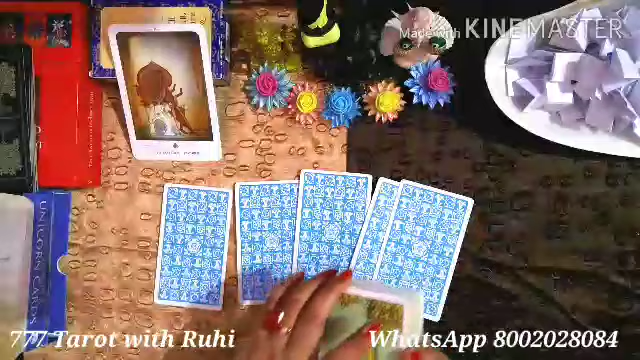 Made with KINEMASTER
UNICORN CARDS
777 Tarot with Ruhi
WhatsApp 8002028084